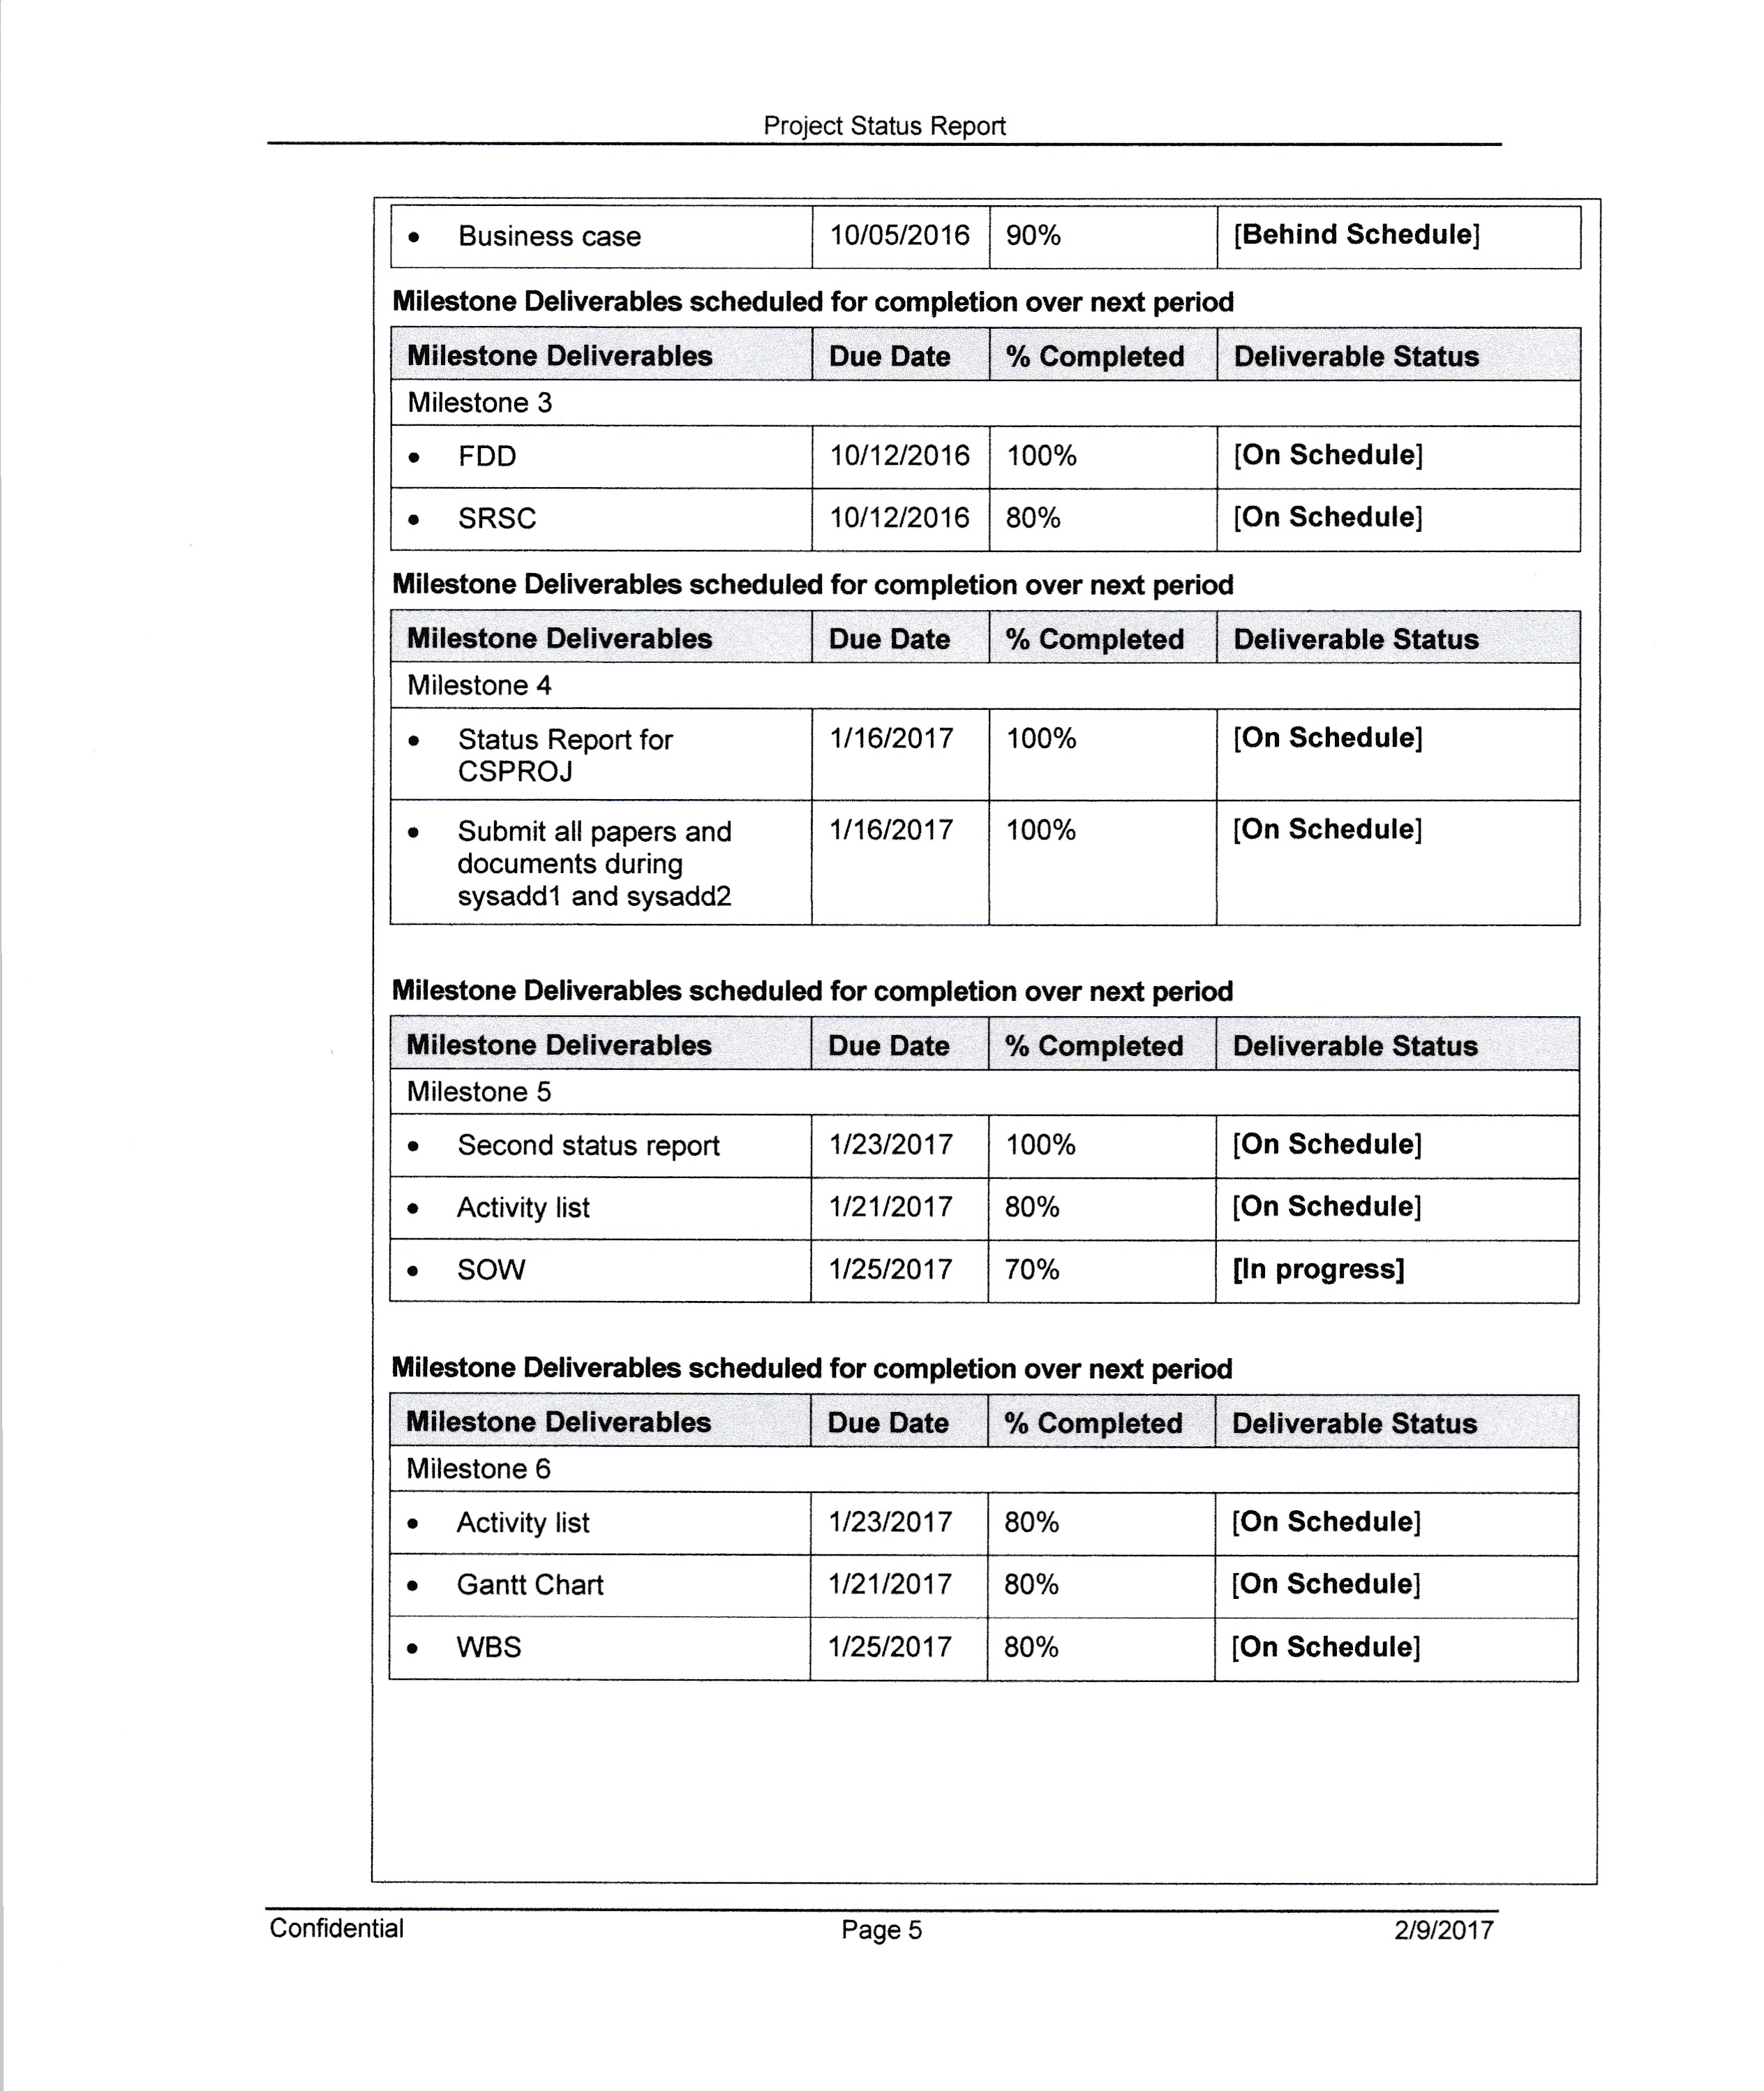 Project Status Report
• Business case 10/05/2016 90% [Behind Schedule]
Milestone Deliverables scheduled for completion over next period
Milestone Deliverables Due Date % Completed Deliverable Status
Milestone 3
• FDD 10/12/2016 100% [On Schedule]
• SRSC 10/12/2016 80% [On Schedule]
Milestone Deliverables scheduled for completion over next period
Milestone Deliverables Due Date % Completed Deliverable Status
Milestone 4
• Status Report for 1/16/2017 100% [On Schedule]
CSPROJ
• Submit all papers and 1/16/2017 100% [On Schedule]
documents during
sysadd1 and sysadd2
Milestone Deliverables scheduled for completion over next period
Milestone Deliverables Due Date % Completed Deliverable Status
Milestone 5
• Second status report 1/23/2017 100% [On Schedule]
• Activity list 1/21/2017 80% [On Schedule]
• SOW 1/25/2017 70% [In progress]
Milestone Deliverables scheduled for completion over next period
Milestone Deliverables Due Date % Completed Deliverable Status
Milestone 6
• Activity list 1/23/2017 80% [On Schedule]
• Gantt Chart 1/21/2017 80% [On Schedule]
• WBS 1/25/2017 80% [On Schedule]
Confidential Page 5 2/9/2017